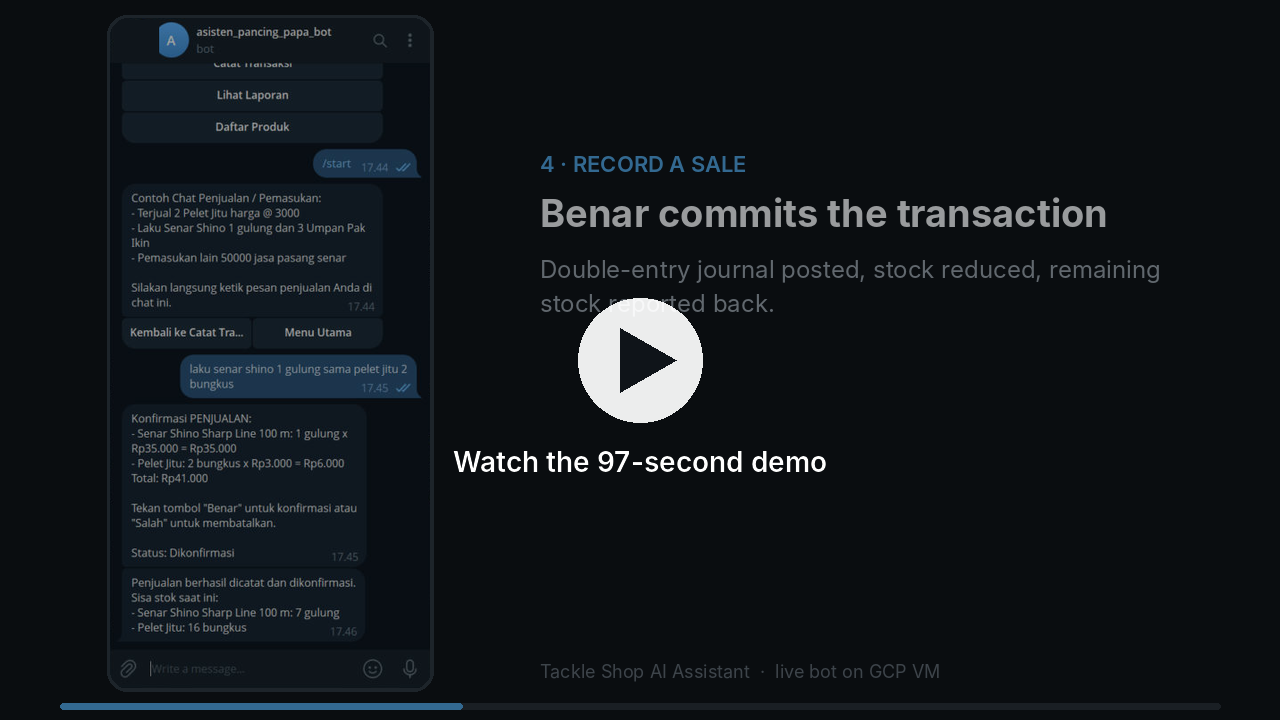 A
asisten_pancing_papa_bot
bot
Catat Transaksi
Lihat Laporan
Daftar Produk
/start 17.44
Contoh Chat Penjualan / Pemasukan:
- Terjual 2 Pelet Jitu harga @ 3000
- Laku Senar Shino 1 gulung dan 3 Umpan Pak
Ikin
- Pemasukan lain 50000 jasa pasang senar
Silakan langsung ketik pesan penjualan Anda di
chat ini. 17.44
Kembali ke Catat Tra... Menu Utama
laku senar shino 1 gulung sama pelet jitu 2
bungkus 17.45
Konfirmasi PENJUALAN:
- Senar Shino Sharp Line 100 m: 1 gulung x
Rp35.000 = Rp35.000
- Pelet Jitu: 2 bungkus x Rp3.000 = Rp6.000
Total: Rp41.000
Tekan tombol "Benar" untuk konfirmasi atau
"Salah" untuk membatalkan.
Status: Dikonfirmasi 17.45
Penjualan berhasil dicatat dan dikonfirmasi.
Sisa stok saat ini:
- Senar Shino Sharp Line 100 m: 7 gulung
- Pelet Jitu: 16 bungkus 17.46
Write a message...
4 · RECORD A SALE
Benar commits the transaction
Double-entry journal posted, stock reduced, remaining
stock reported back.
Watch the 97-second demo
Tackle Shop AI Assistant · live bot on GCP VM